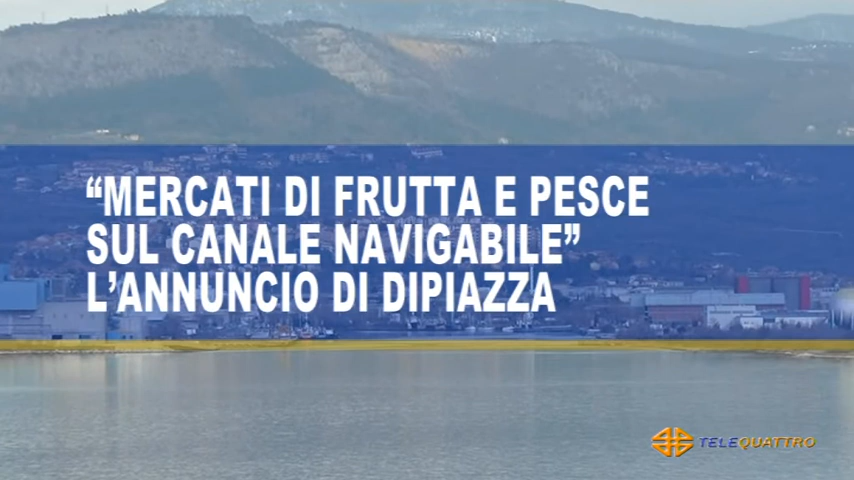 “MERCATI DI FRUTTA E PESCE
SUL CANALE NAVIGABILE”
L’ANNUNCIO DI DIPIAZZA
TELEQUATTRO